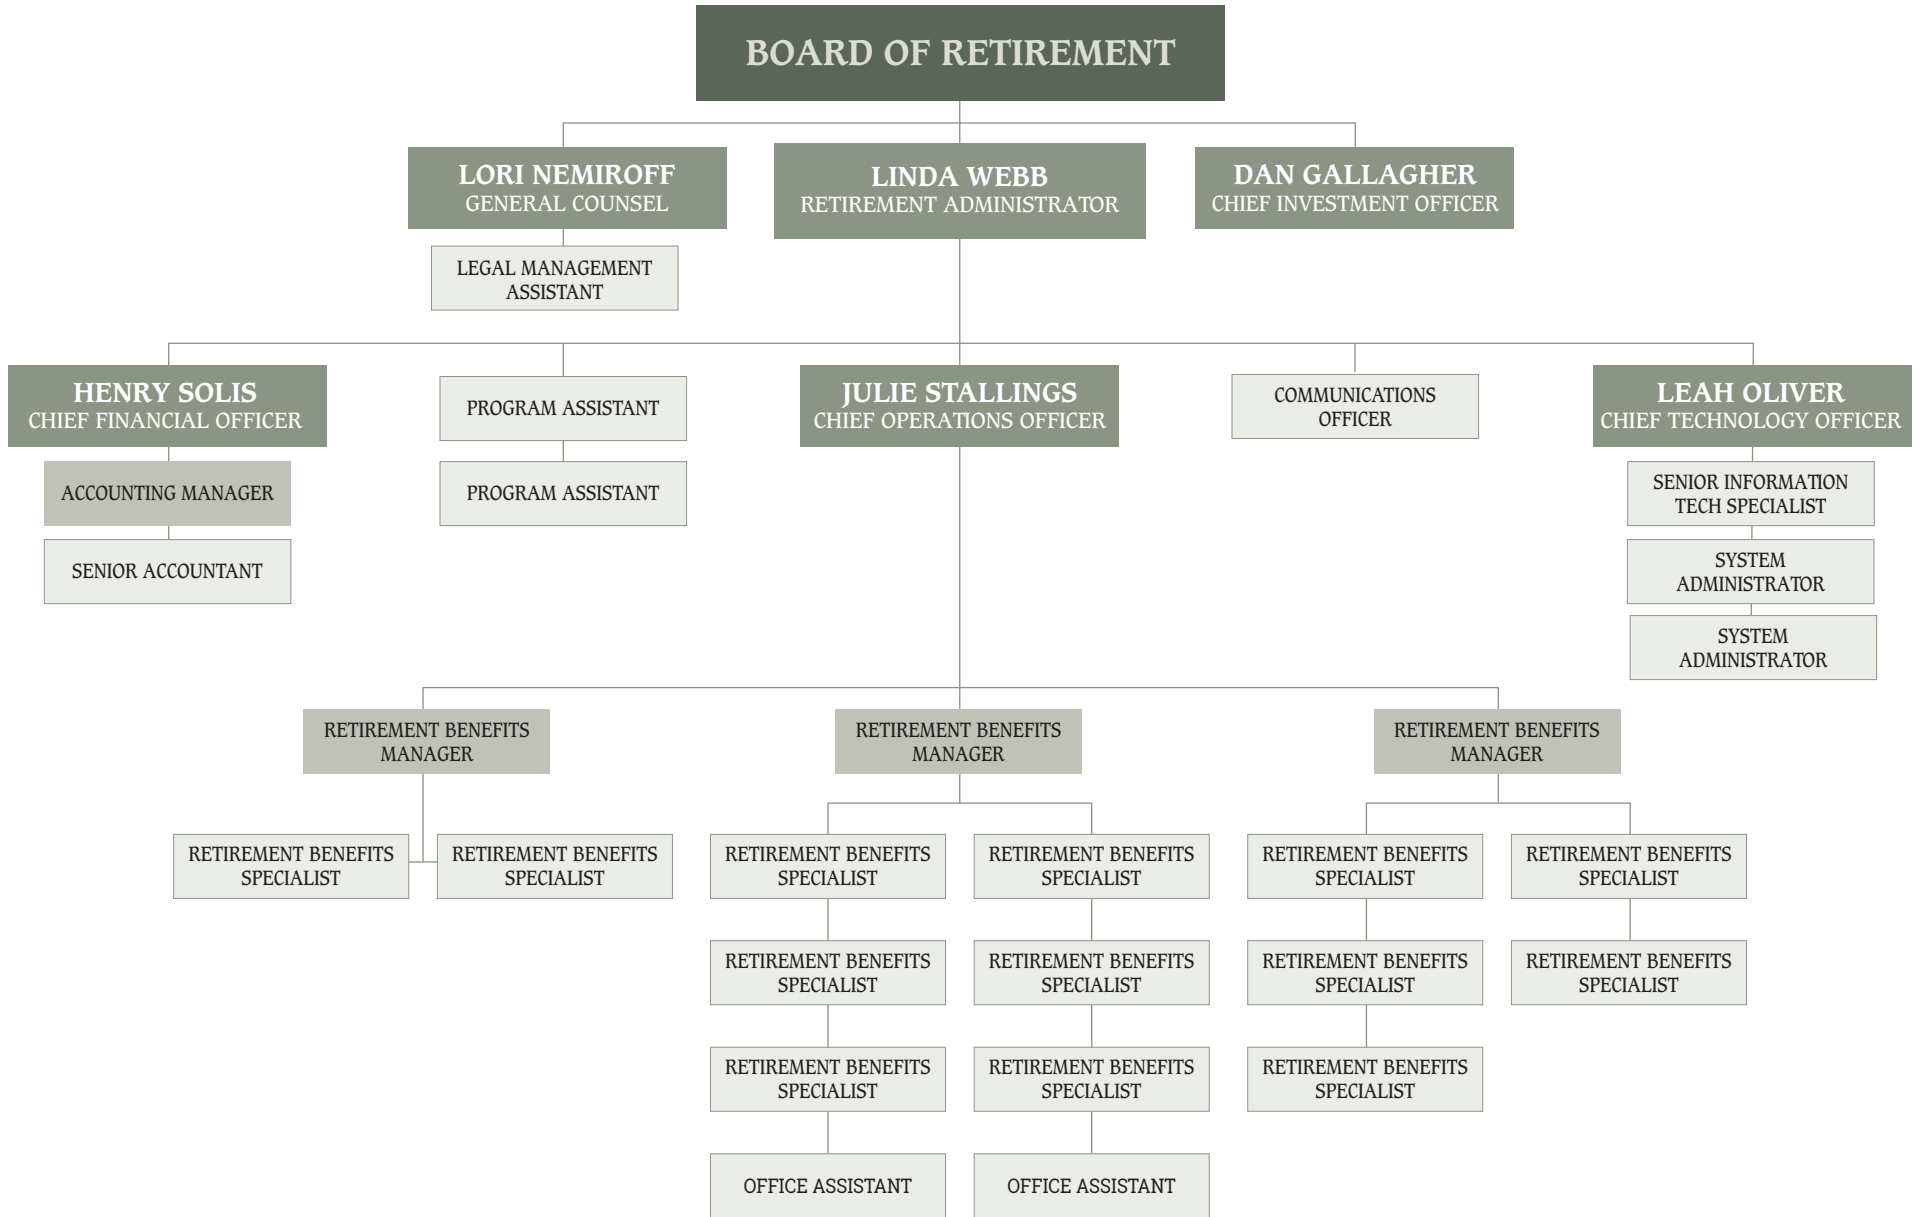 BOARD OF RETIREMENT
LORI NEMIROFF
GENERAL COUNSEL
LINDA WEBB
RETIREMENT ADMINISTRATOR
DAN GALLAGHER
CHIEF INVESTMENT OFFICER
LEGAL MANAGEMENT
ASSISTANT
HENRY SOLIS
CHIEF FINANCIAL OFFICER
PROGRAM ASSISTANT
JULIE STALLINGS
CHIEF OPERATIONS OFFICER
COMMUNICATIONS
OFFICER
LEAH OLIVER
CHIEF TECHNOLOGY OFFICER
ACCOUNTING MANAGER
PROGRAM ASSISTANT
SENIOR INFORMATION
TECH SPECIALIST
SENIOR ACCOUNTANT
SYSTEM
ADMINISTRATOR
SYSTEM
ADMINISTRATOR
RETIREMENT BENEFITS
MANAGER
RETIREMENT BENEFITS
MANAGER
RETIREMENT BENEFITS
MANAGER
RETIREMENT BENEFITS
SPECIALIST
RETIREMENT BENEFITS
SPECIALIST
RETIREMENT BENEFITS
SPECIALIST
RETIREMENT BENEFITS
SPECIALIST
RETIREMENT BENEFITS
SPECIALIST
RETIREMENT BENEFITS
SPECIALIST
RETIREMENT BENEFITS
SPECIALIST
RETIREMENT BENEFITS
SPECIALIST
RETIREMENT BENEFITS
SPECIALIST
RETIREMENT BENEFITS
SPECIALIST
RETIREMENT BENEFITS
SPECIALIST
RETIREMENT BENEFITS
SPECIALIST
RETIREMENT BENEFITS
SPECIALIST
OFFICE ASSISTANT
OFFICE ASSISTANT